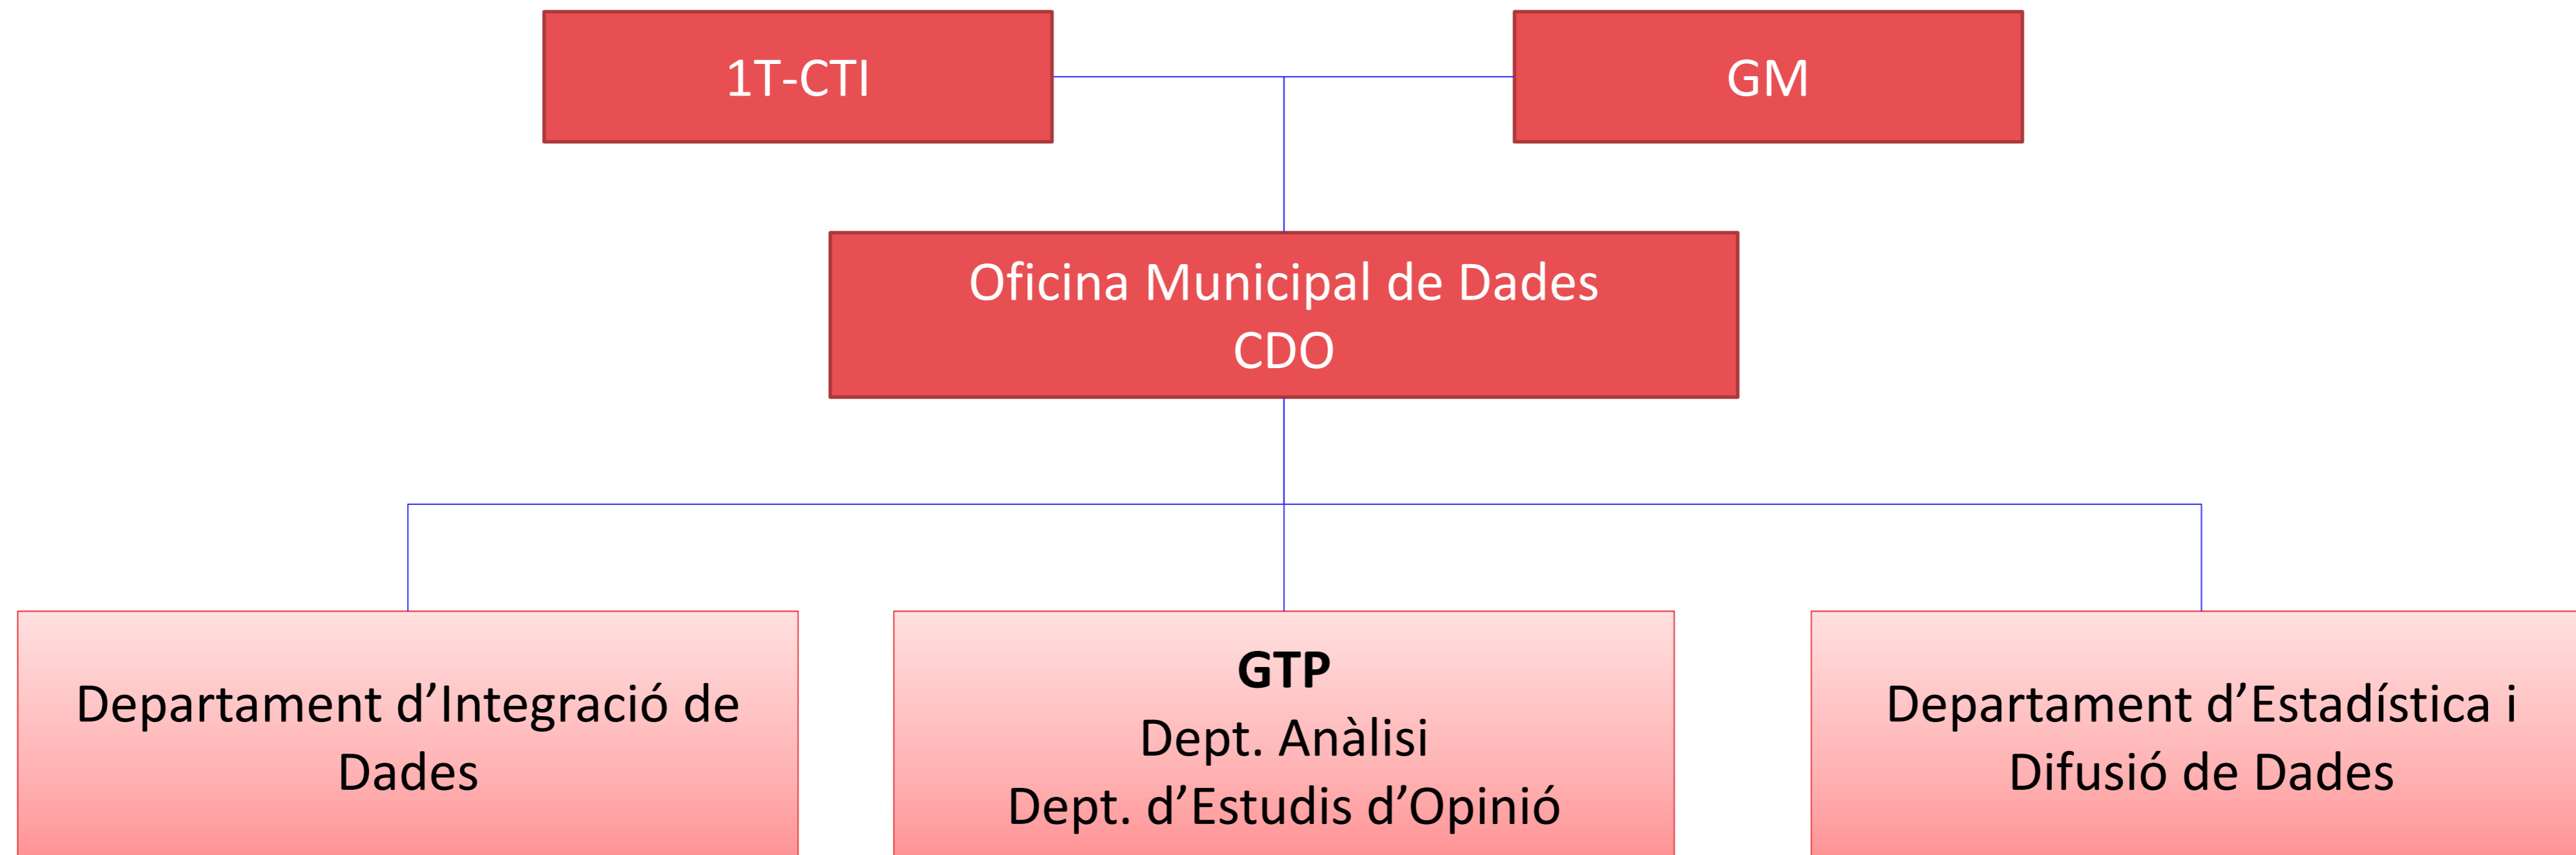 1T-CTI
GM
Oficina Municipal de Dades
CDO
Departament d’Integració de
Dades
GTP
Dept. Anàlisi
Dept. d’Estudis d’Opinió
Departament d’Estadística i
Difusió de Dades